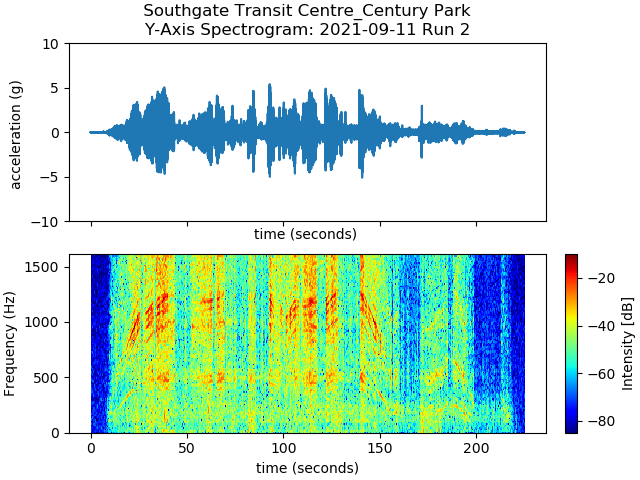 Southgate Transit Centre_Century Park
Y-Axis Spectrogram: 2021-09-11 Run 2
10
5
0
−5
−10
acceleration (g)
time (seconds)
1500
1000
500
0
Frequency (Hz)
0
50
100
150
200
time (seconds)
−20
−40
−60
−80
Intensity [dB]